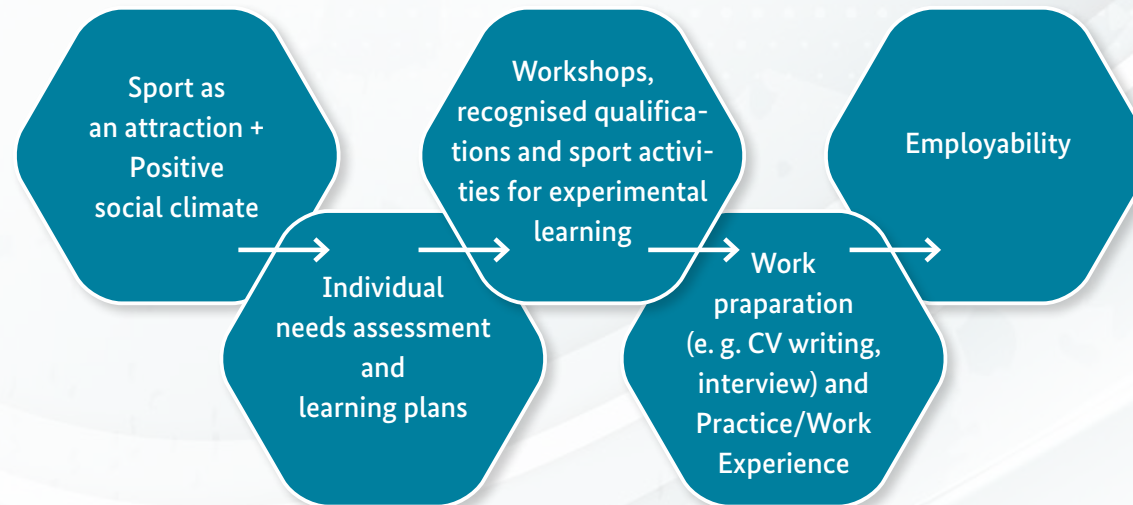 Sport as
an attraction +
Positive
social climate
Individual
needs assessment
and
learning plans
Workshops,
recognised qualifica-
tions and sport activi-
ties for experimental
learning
Work
praparation
(e. g. CV writing,
interview) and
Practice/Work
Experience
Employability